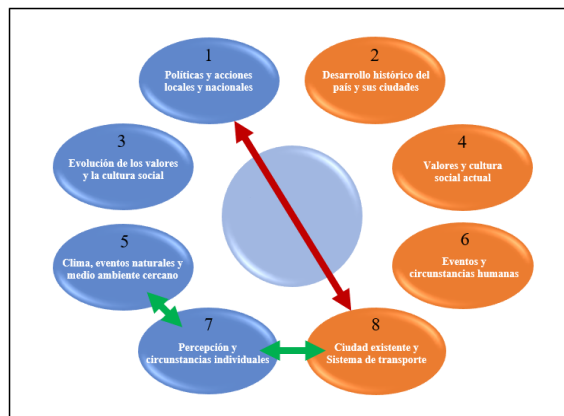 1
Políticas y acciones
locales y nacionales
2
Desarrollo histórico del
país y sus ciudades
3
Evolución de los valores
y la cultura social
4
Valores y cultura
social actual
5
Clima, eventos naturales y
medio ambiente cercano
6
Eventos y
circunstancias humanas
7
Percepción y
circunstancias individuales
8
Ciudad existente y
Sistema de transporte